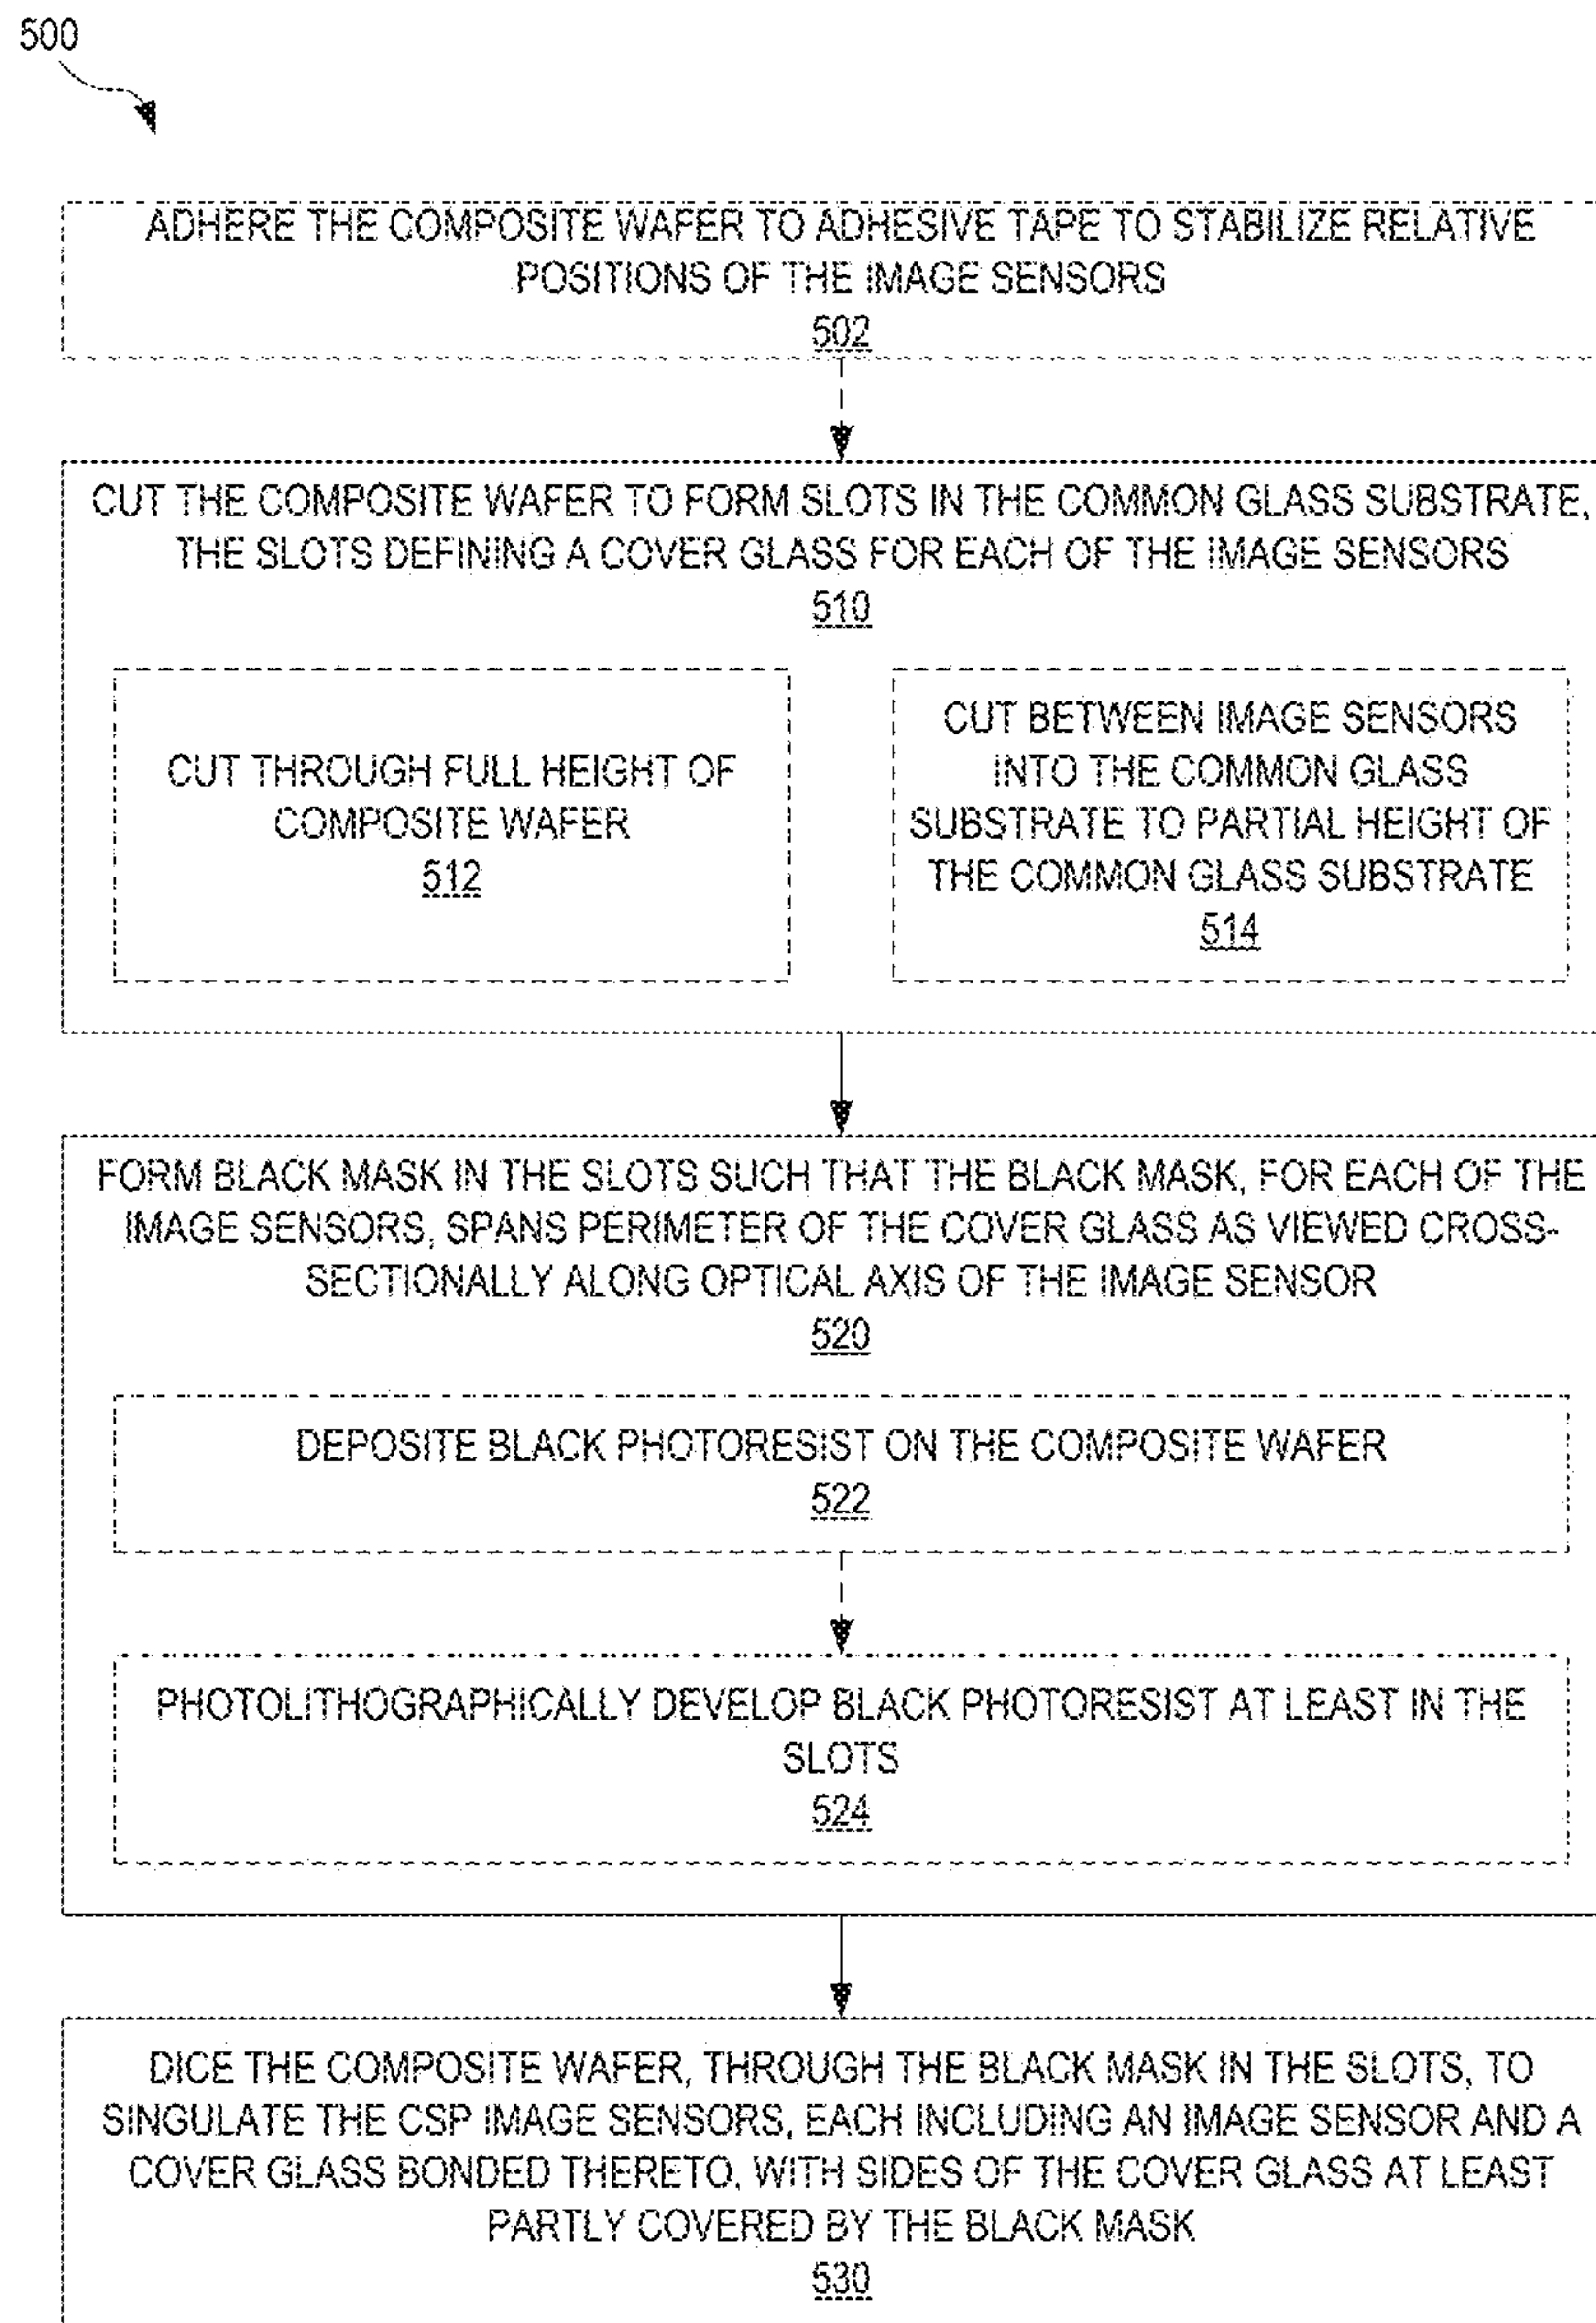 500
ADHERE THE COMPOSITE WAFER TO ADHESIVE TAPE TO STABILIZE RELATIVE
POSITIONS OF THE IMAGE SENSORS
502
CUT THE COMPOSITE WAFER TO FORM SLOTS IN THE COMMON GLASS SUBSTRATE,
THE SLOTS DEFINING A COVER GLASS FOR EACH OF THE IMAGE SENSORS
510
CUT THROUGH FULL HEIGHT OF
COMPOSITE WAFER
512
CUT BETWEEN IMAGE SENSORS
INTO THE COMMON GLASS
SUBSTRATE TO PARTIAL HEIGHT OF
THE COMMON GLASS SUBSTRATE
514
FORM BLACK MASK IN THE SLOTS SUCH THAT THE BLACK MASK, FOR EACH OF THE
IMAGE SENSORS, SPANS PERIMETER OF THE COVER GLASS AS VIEWED CROSS-
SECTIONALLY ALONG OPTICAL AXIS OF THE IMAGE SENSOR
520
DEPOSITE BLACK PHOTORESIST ON THE COMPOSITE WAFER
522
PHOTOLITHOGRAPHICALLY DEVELOP BLACK PHOTORESIST AT LEAST IN THE
SLOTS
524
DICE THE COMPOSITE WAFER, THROUGH THE BLACK MASK IN THE SLOTS, TO
SINGULATE THE CSP IMAGE SENSORS, EACH INCLUDING AN IMAGE SENSOR AND A
COVER GLASS BONDED THERETO, WITH SIDES OF THE COVER GLASS AT LEAST
PARTLY COVERED BY THE BLACK MASK
530